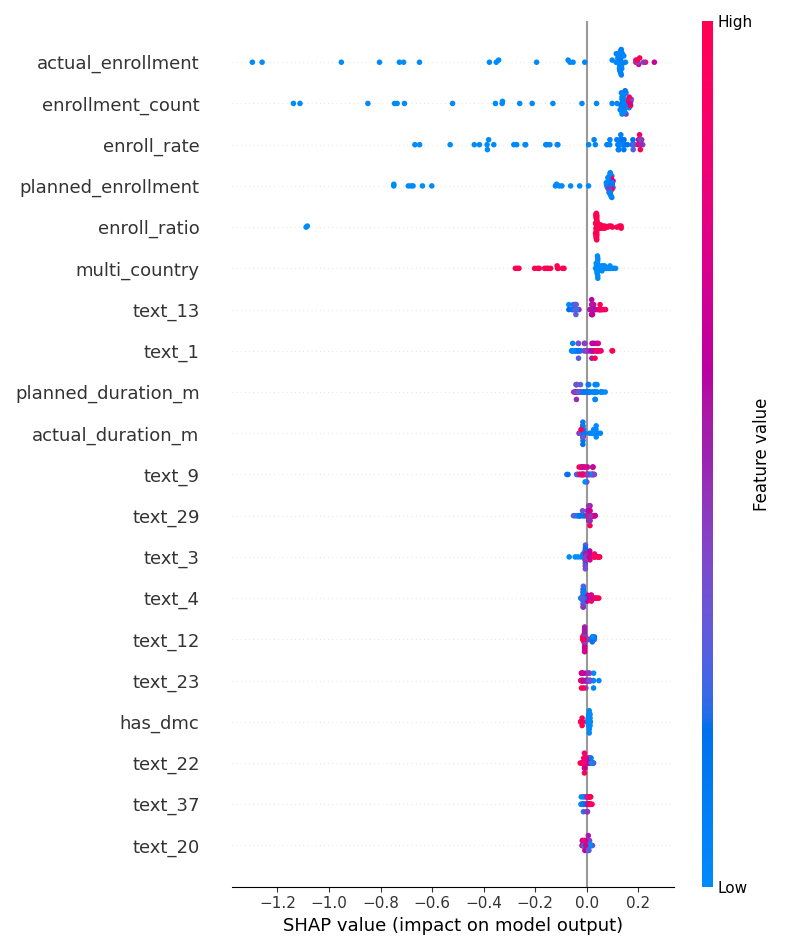 High
actual_enrollment
enrollment_count
enroll_rate
planned_enrollment
enroll_ratio
multi_country
text_13
text_1
planned_duration_m
actual_duration_m
text_9
text_29
text_3
text_4
text_12
text_23
has_dmc
text_22
text_37
text_20
Feature value
Low
−1.2 −1.0 −0.8 −0.6 −0.4 −0.2 0.0 0.2
SHAP value (impact on model output)